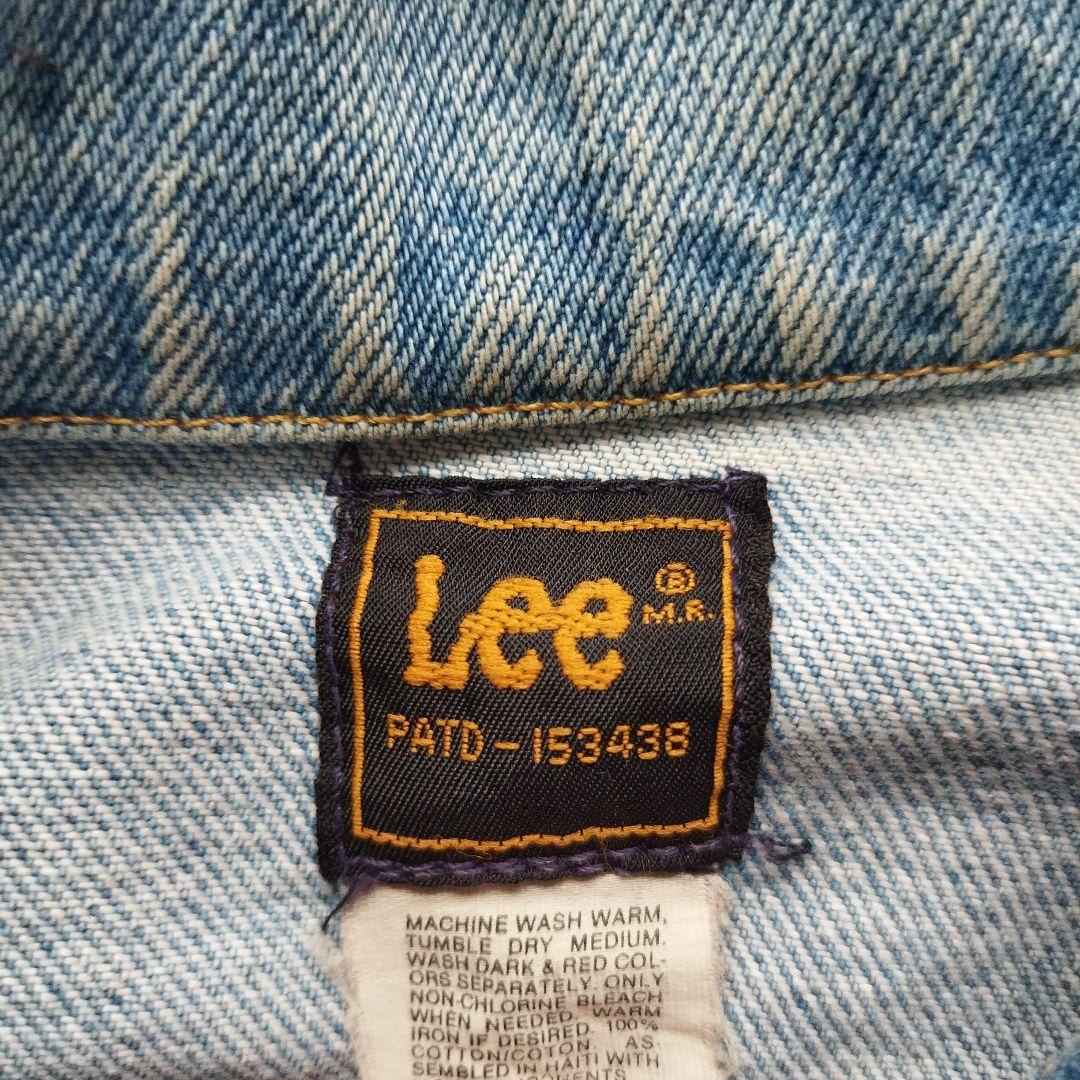 Lee ®
M.R.
PATD-153438
MACHINE WASH WARM,
TUMBLE DRY MEDIUM.
WASH DARK & RED COL-
ORS SEPARATELY. ONLY
NON-CHLORINE BLEACH
WHEN NEEDED. WARM
IRON IF DESIRED. 100%
COTTON/COTON. AS-
SEMBLED IN HAITI WITH